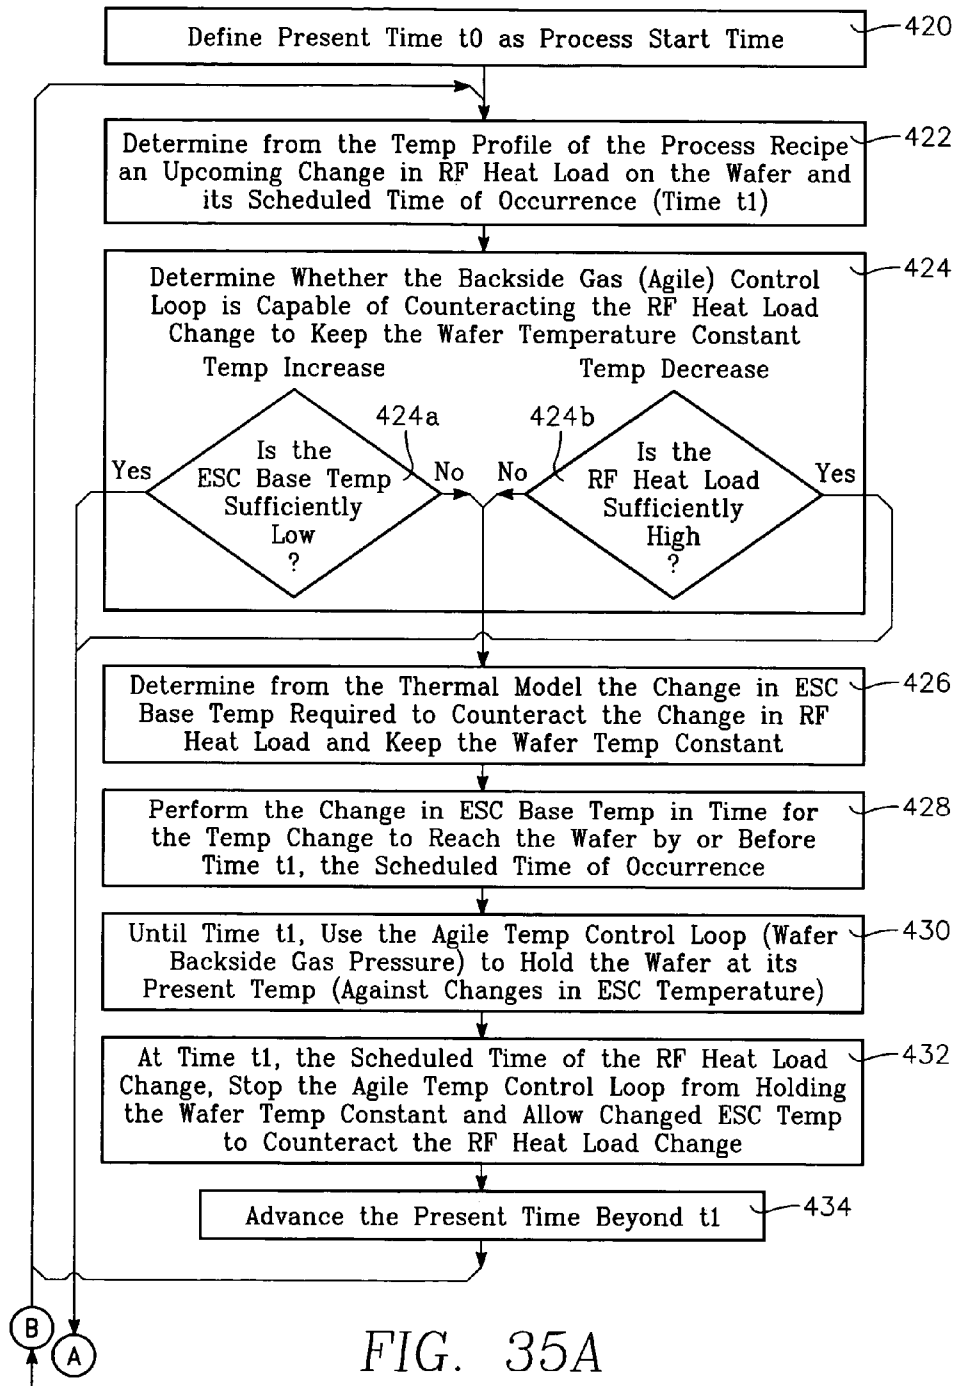 Define Present Time t0 as Process Start Time
420
Determine from the Temp Profile of the Process Recipe
an Upcoming Change in RF Heat Load on the Wafer and
its Scheduled Time of Occurrence (Time t1)
422
Determine Whether the Backside Gas (Agile) Control
Loop is Capable of Counteracting the RF Heat Load
Change to Keep the Wafer Temperature Constant
424
Temp Increase
Temp Decrease
424a
424b
Yes
Is the
ESC Base Temp
Sufficiently
Low
?
No
No
Is the
RF Heat Load
Sufficiently
High
?
Yes
Determine from the Thermal Model the Change in ESC
Base Temp Required to Counteract the Change in RF
Heat Load and Keep the Wafer Temp Constant
426
Perform the Change in ESC Base Temp in Time for
the Temp Change to Reach the Wafer by or Before
Time t1, the Scheduled Time of Occurrence
428
Until Time t1, Use the Agile Temp Control Loop (Wafer
Backside Gas Pressure) to Hold the Wafer at its
Present Temp (Against Changes in ESC Temperature)
430
At Time t1, the Scheduled Time of the RF Heat Load
Change, Stop the Agile Temp Control Loop from Holding
the Wafer Temp Constant and Allow Changed ESC Temp
to Counteract the RF Heat Load Change
432
Advance the Present Time Beyond t1
434
B
A
FIG. 35A